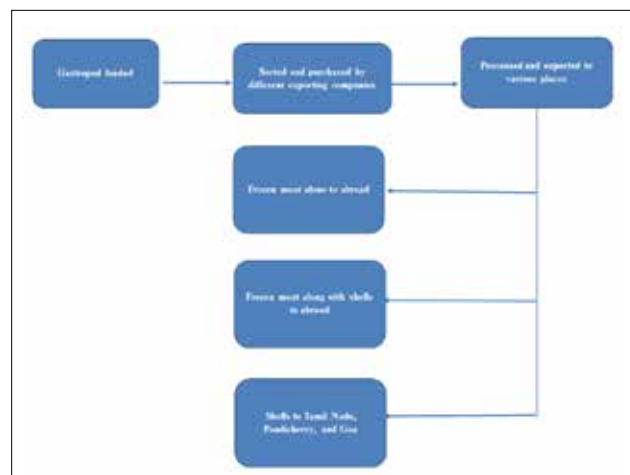 Gastropod landed
Sorted and purchased by
different exporting companies
Processed and exported to
various places
Frozen meat alone to abroad
Frozen meat along with shells
to abroad
Shells to Tamil Nadu,
Pondicherry, and Goa